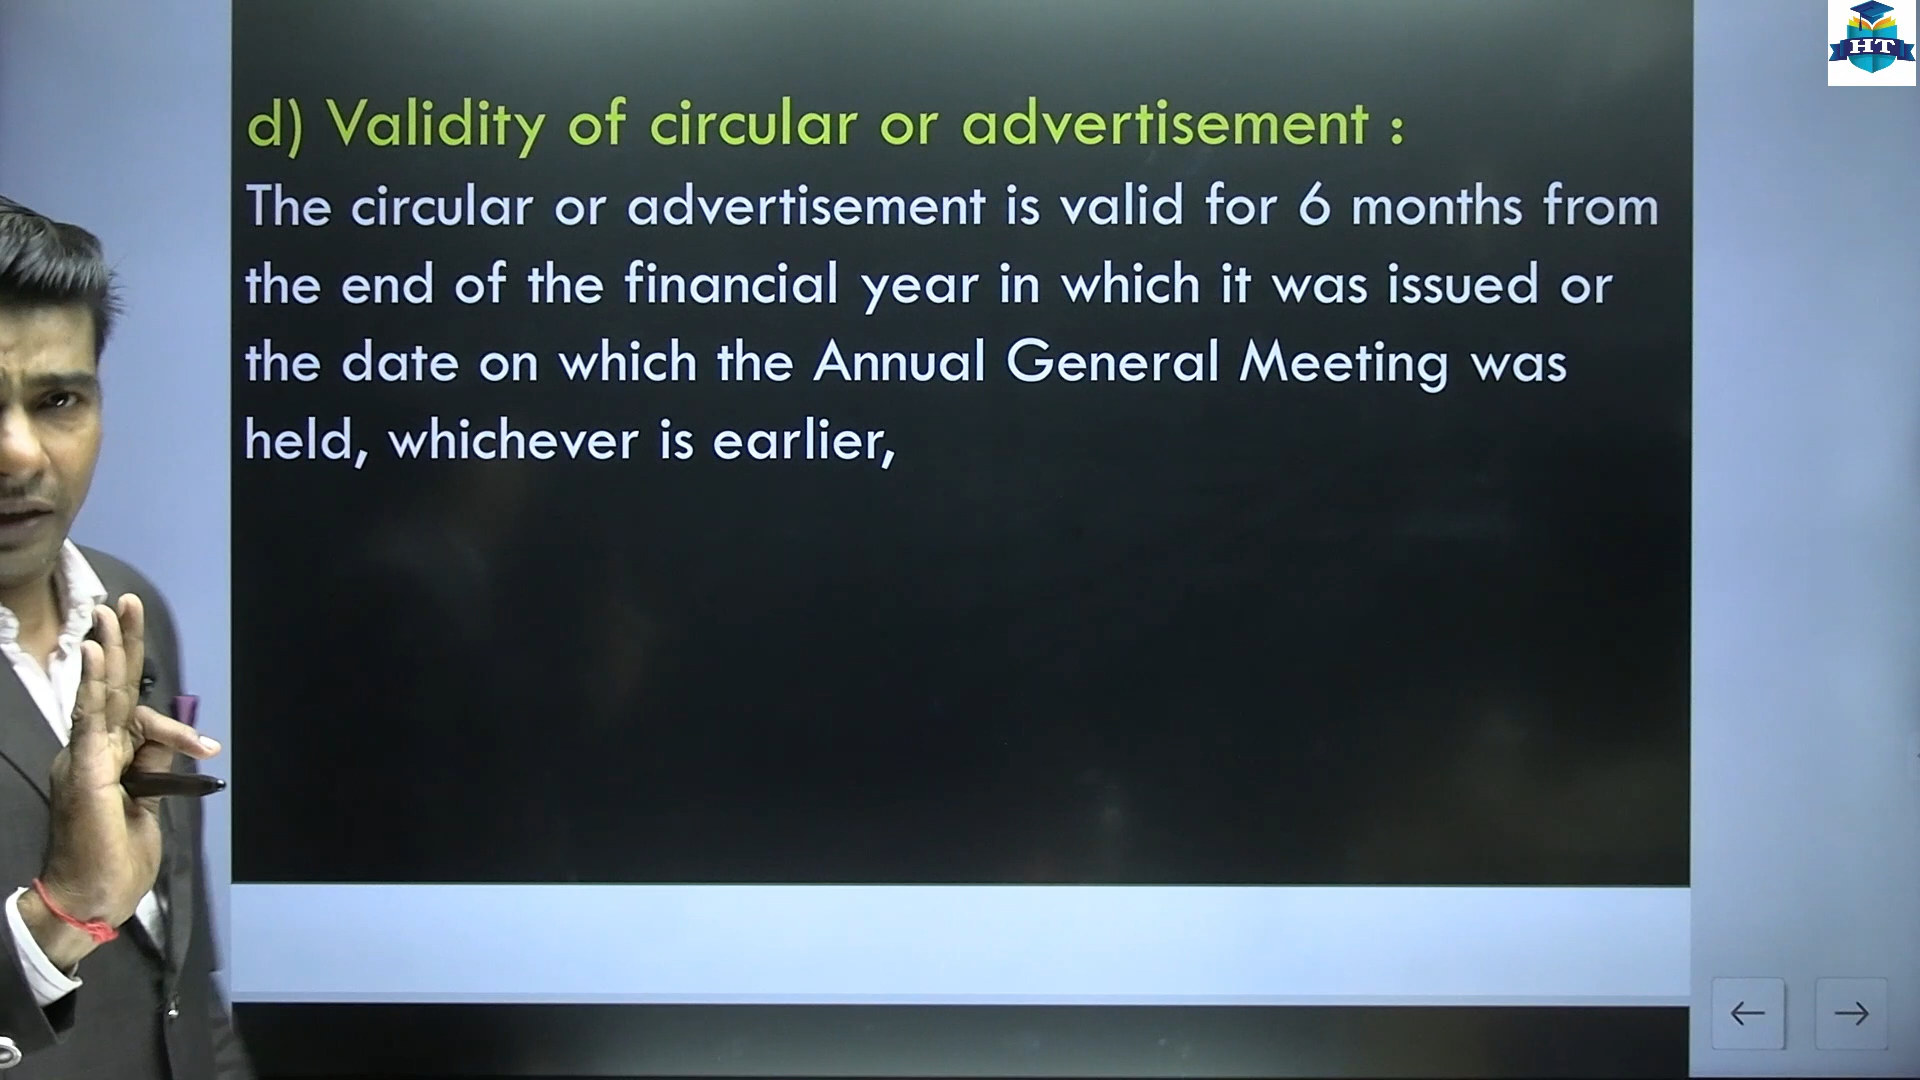 HT
d) Validity of circular or advertisement :
The circular or advertisement is valid for 6 months from
the end of the financial year in which it was issued or
the date on which the Annual General Meeting was
held, whichever is earlier,